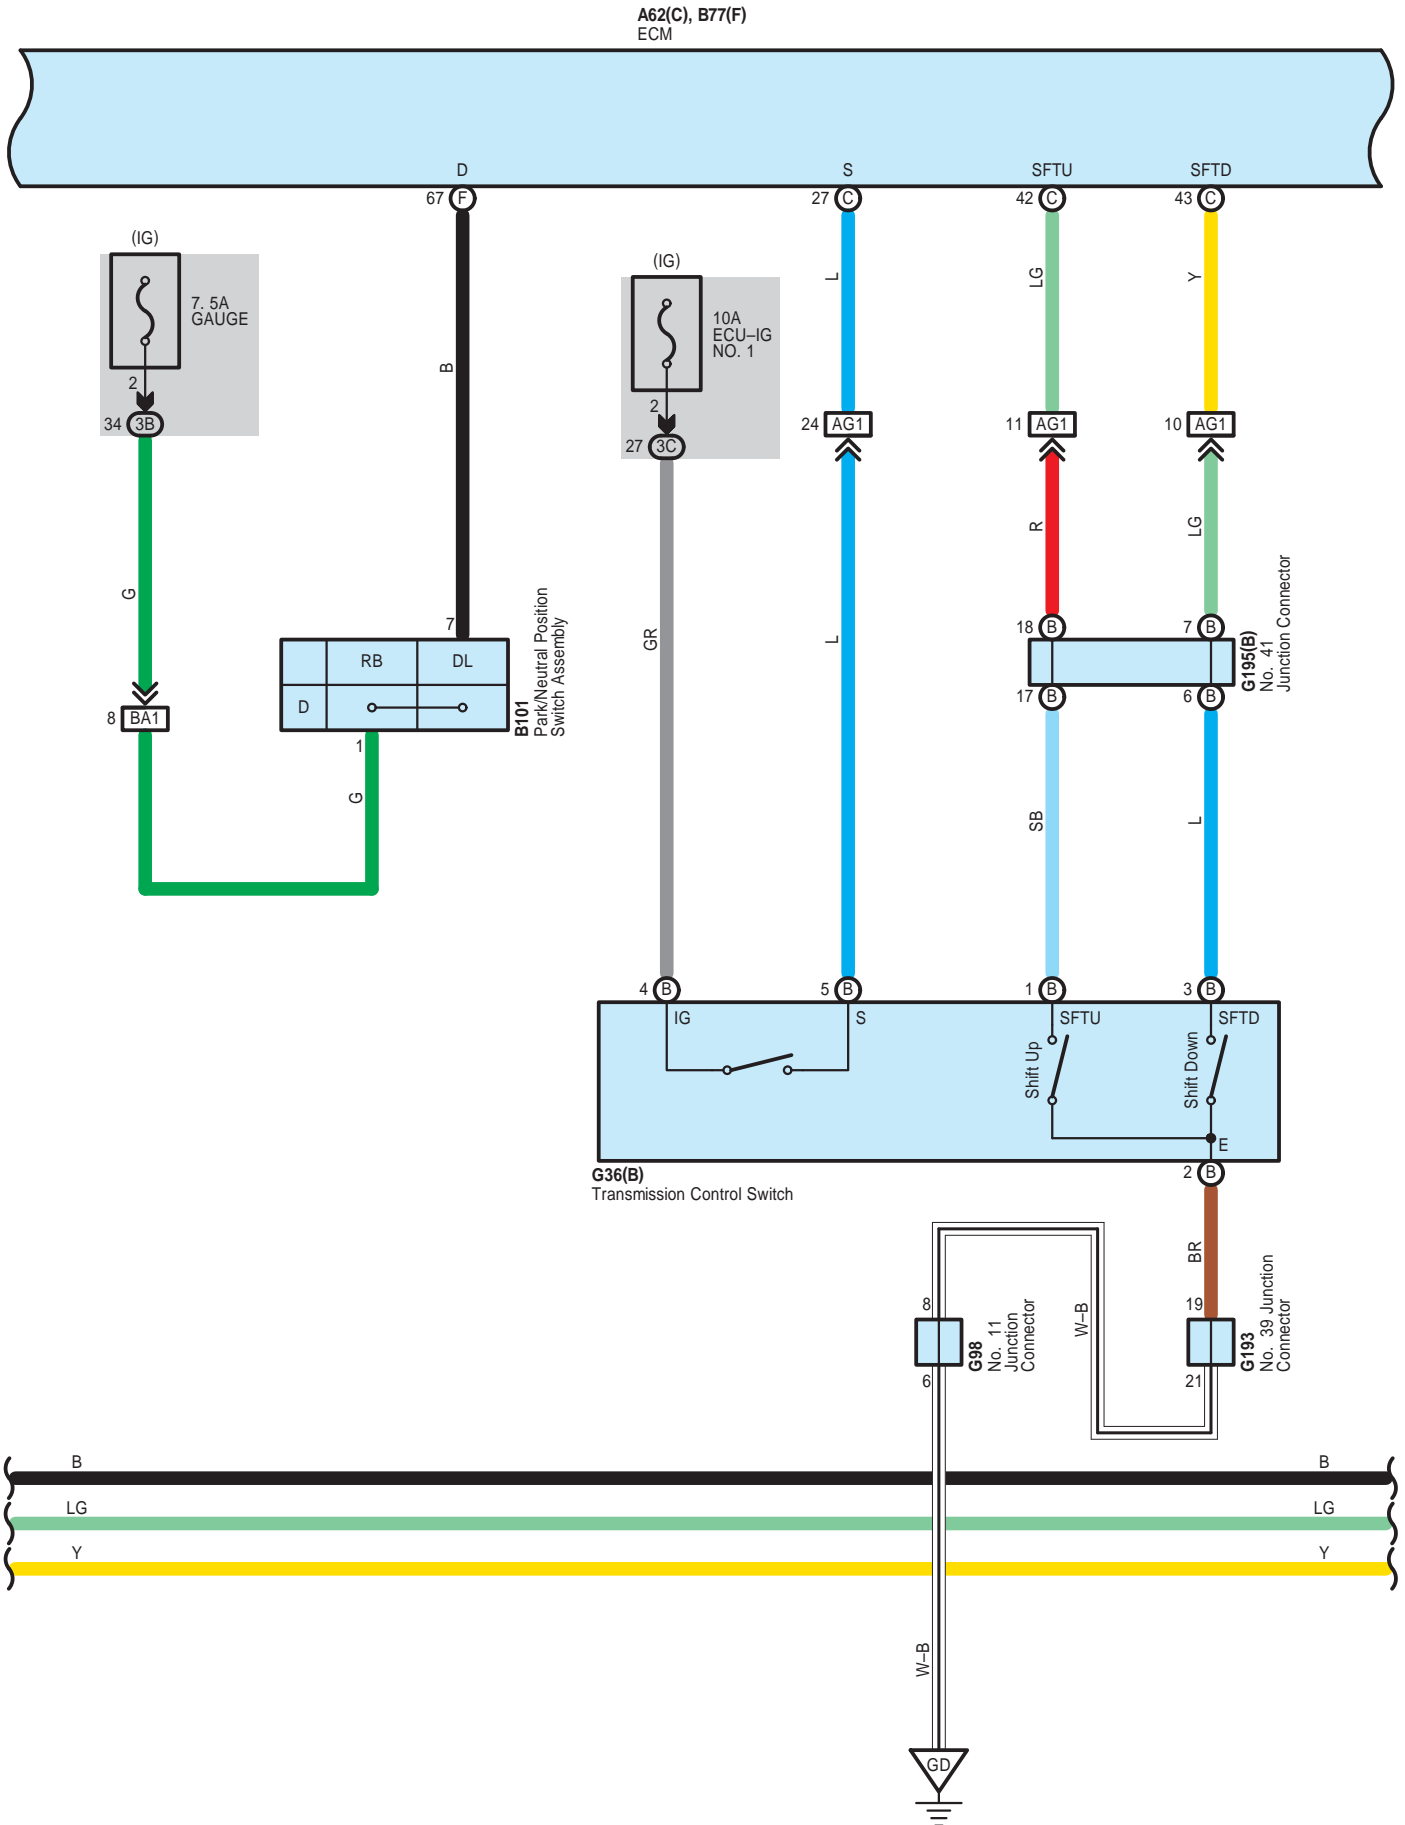 A62(C), B77(F)
ECM
D
S
SFTU
SFTD
67 F
27 C
42 C
43 C
(IG)
7. 5A
GAUGE
2
34 3B
(IG)
10A
ECU–IG
NO. 1
2
27 3C
B
L
LG
Y
24 AG1
11 AG1
10 AG1
R
LG
G
GR
L
18 B
7 B
17 B
6 B
G195(B)
No. 41
Junction Connector
7
RB
DL
D
1
B101
Park/Neutral Position
Switch Assembly
8 BA1
G
SB
L
4 B
5 B
1 B
3 B
IG
S
SFTU
SFTD
Shift Up
Shift Down
E
G36(B)
Transmission Control Switch
2 B
BR
W–B
8
6
G98
No. 11
Junction
Connector
19
21
G193
No. 39 Junction
Connector
B
B
LG
LG
Y
Y
W–B
GD